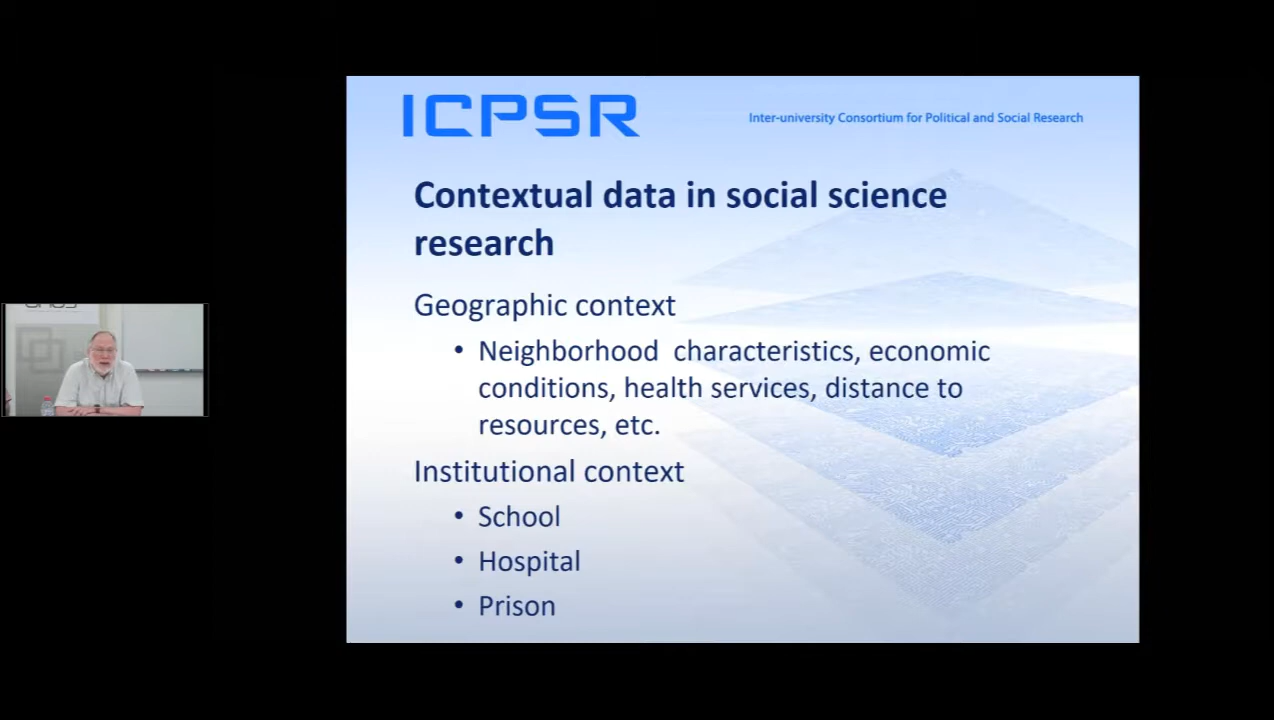 ICPSR
Inter-university Consortium for Political and Social Research
Contextual data in social science
research
Geographic context
• Neighborhood characteristics, economic
conditions, health services, distance to
resources, etc.
Institutional context
• School
• Hospital
• Prison